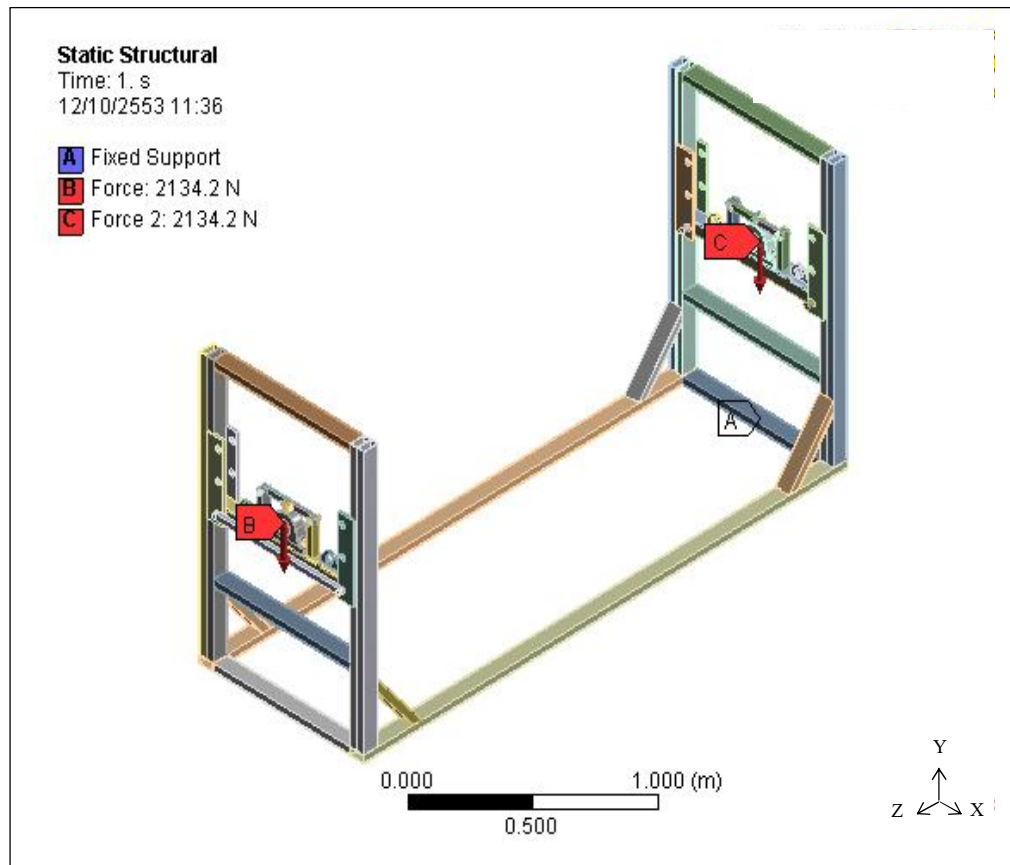 Static Structural
Time: 1. s
12/10/2553 11:36
A Fixed Support
B Force: 2134.2 N
C Force 2: 2134.2 N
C
A
B
0.000 1.000 (m)
0.500
Y
Z X